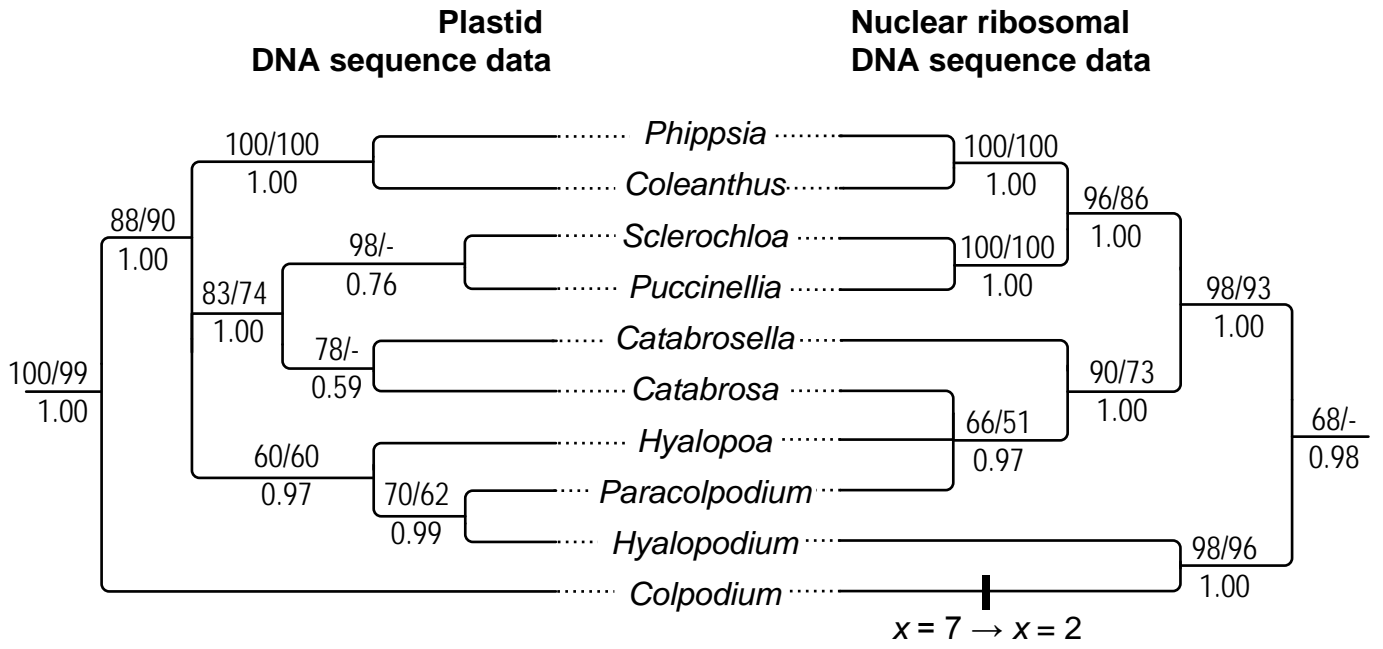 Plastid
DNA sequence data
Nuclear ribosomal
DNA sequence data
Phippsia
Coleanthus
Sclerochloa
Puccinellia
Catabrosella
Catabrosa
Hyalopoa
Paracolpodium
Hyalopodium
Colpodium
100/100
1.00
88/90
1.00
98/-
0.76
83/74
1.00
78/-
0.59
100/99
1.00
60/60
0.97
70/62
0.99
100/100
1.00
96/86
1.00
100/100
1.00
98/93
1.00
90/73
1.00
66/51
0.97
68/-
0.98
98/96
1.00
x = 7 → x = 2